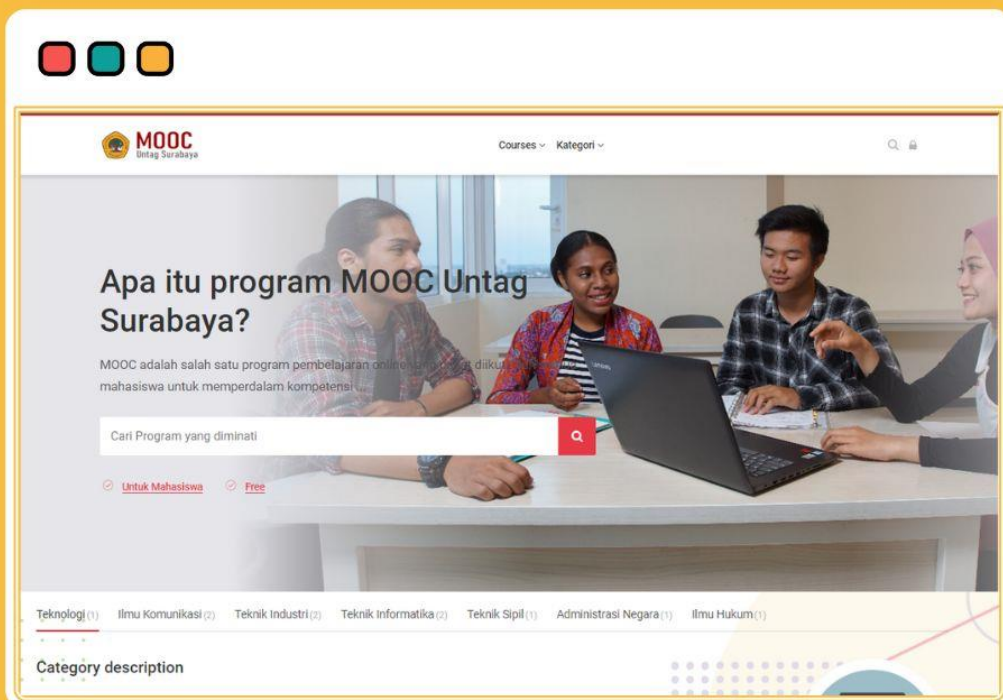 MOOC
Untag Surabaya
Courses Kategori
Apa itu program MOOC Untag
Surabaya?
MOOC adalah salah satu program pembelajaran online
mahasiswa untuk memperdalam kompetensi ...
Cari Program yang diminati
Untuk Mahasiswa Free
Teknologi (1) Ilmu Komunikasi (2) Teknik Industri (2) Teknik Informatika (2) Teknik Sipil (1) Administrasi Negara (1) Ilmu Hukum (1)
Category description